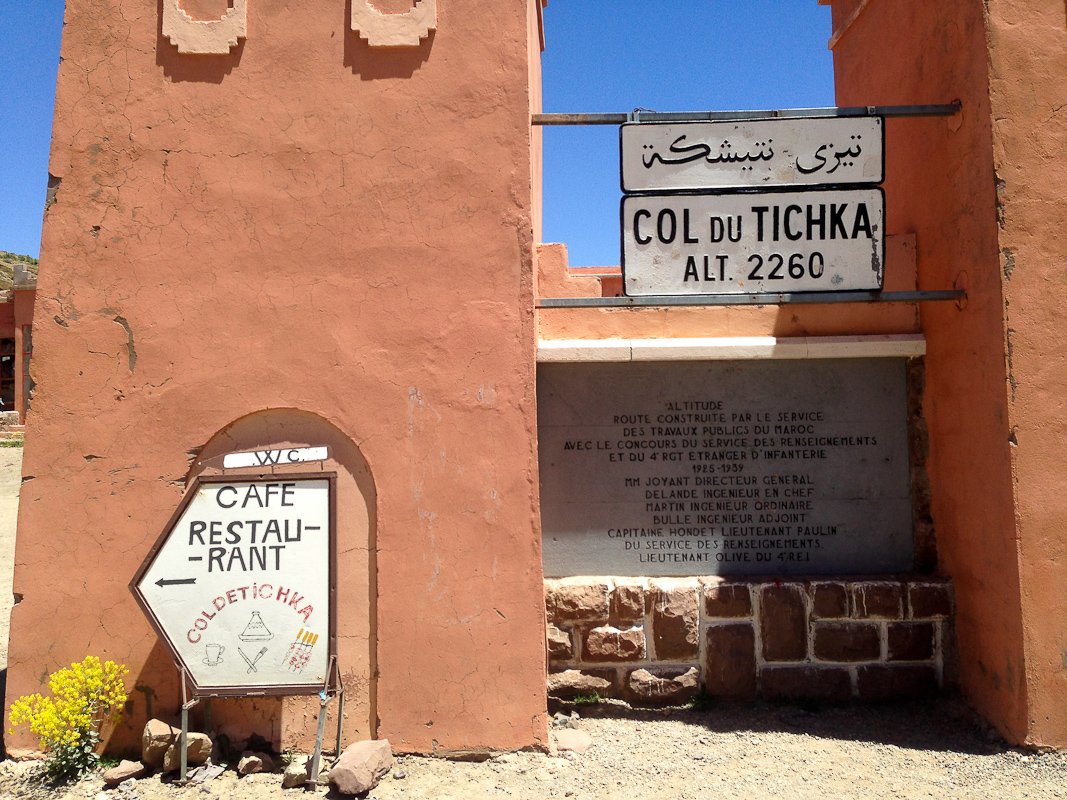 تيزي نتيشكة
COL DU TICHKA
ALT. 2260
ALTITUDE
ROUTE CONSTRUITE PAR LE SERVICE
DES TRAVAUX PUBLICS DU MAROC
AVEC LE CONCOURS DU SERVICE DES RENSEIGNEMENTS
ET DU 4E RGT ETRANGER D'INFANTERIE
1925-1939
MM JOYANT DIRECTEUR GENERAL
DELANDE INGENIEUR EN CHEF
MARTIN INGENIEUR ORDINAIRE
BULLE INGENIEUR ADJOINT
CAPITAINE HONDET LIEUTENANT PAULIN
DU SERVICE DES RENSEIGNEMENTS
LIEUTENANT OLIVE DU 4E R.E.I
.W.C.
CAFE
RESTAU-
-RANT
COLDETICHKA